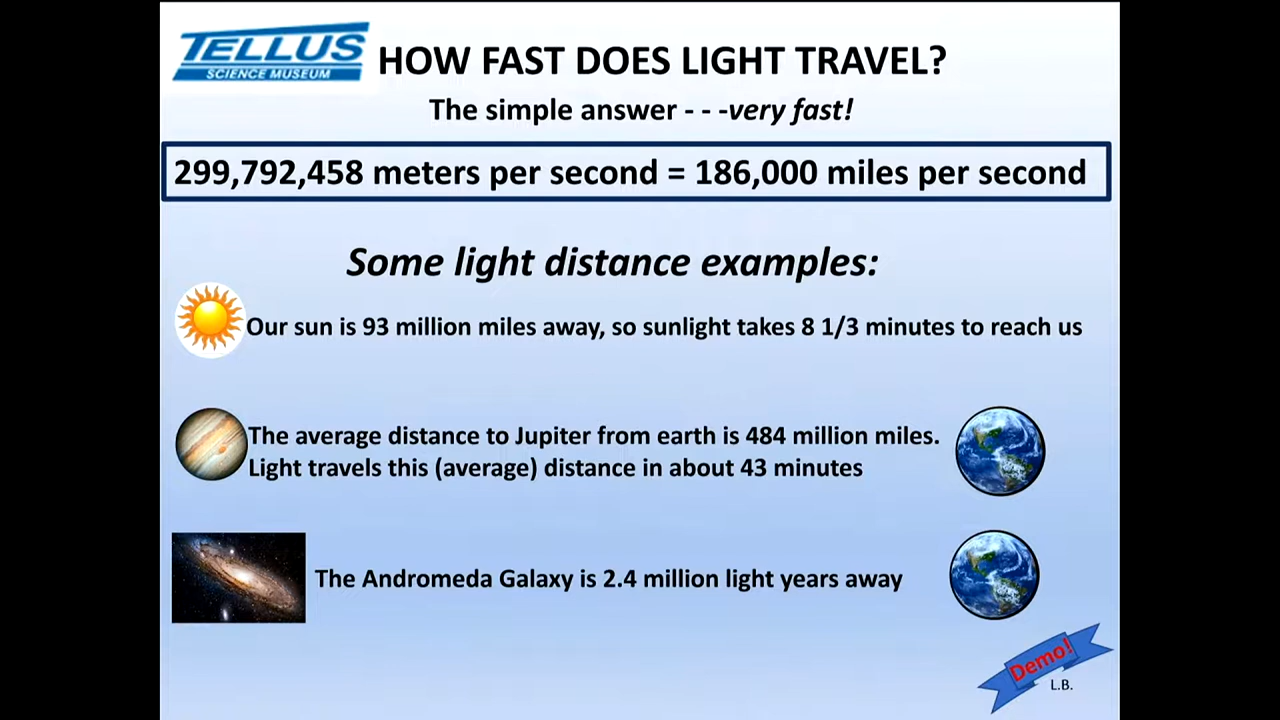 TELLUS
SCIENCE MUSEUM
HOW FAST DOES LIGHT TRAVEL?
The simple answer - - -very fast!
299,792,458 meters per second = 186,000 miles per second
Some light distance examples:
Our sun is 93 million miles away, so sunlight takes 8 1/3 minutes to reach us
The average distance to Jupiter from earth is 484 million miles.
Light travels this (average) distance in about 43 minutes
The Andromeda Galaxy is 2.4 million light years away
Demo!
L.B.